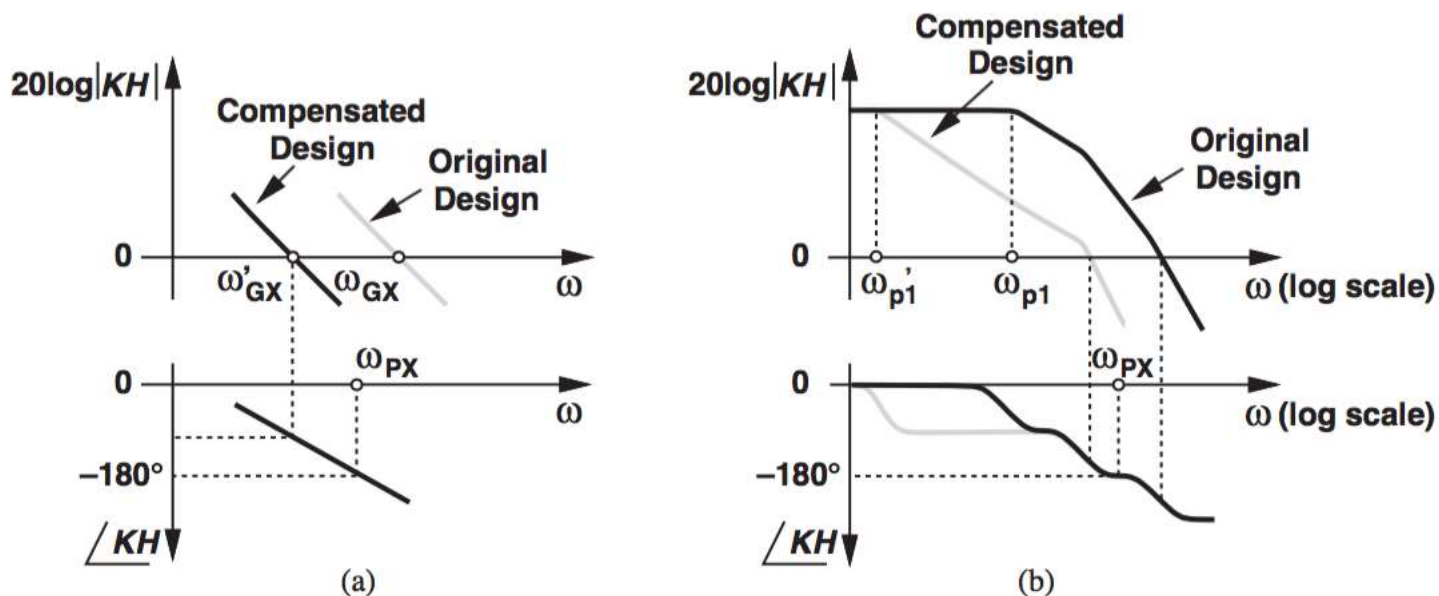 20log|KH|
Compensated
Design
Original
Design
0
ω'GX
ωGX
ω
0
ωPX
ω
−180°
∠KH
(a)
20log|KH|
Compensated
Design
Original
Design
0
ω'p1
ωp1
ω (log scale)
0
ωPX
ω (log scale)
−180°
∠KH
(b)